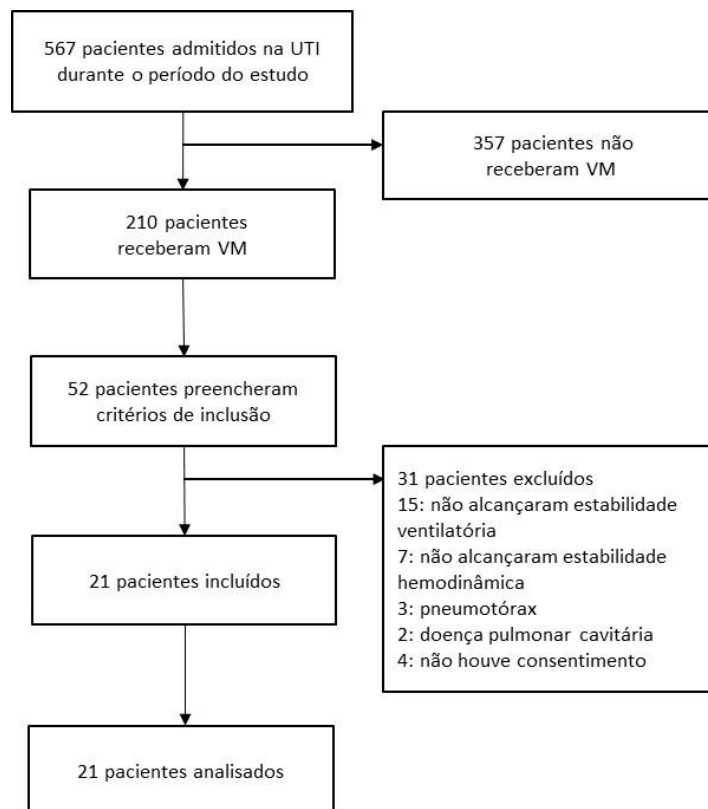 567 pacientes admitidos na UTI
durante o período do estudo
357 pacientes não
receberam VM
210 pacientes
receberam VM
52 pacientes preencheram
critérios de inclusão
31 pacientes excluídos
15: não alcançaram estabilidade
ventilatória
7: não alcançaram estabilidade
hemodinâmica
3: pneumotórax
2: doença pulmonar cavitária
4: não houve consentimento
21 pacientes incluídos
21 pacientes analisados